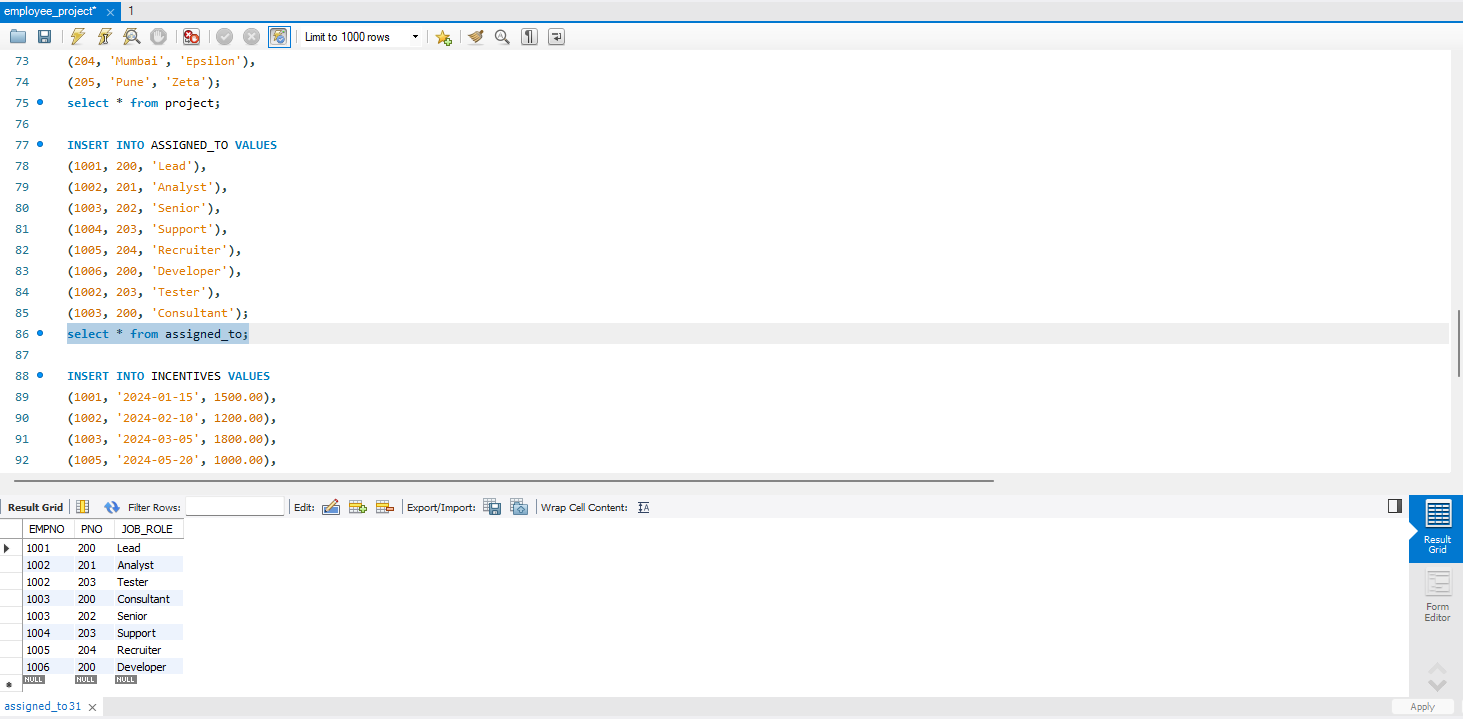 employee_project* 1
Limit to 1000 rows
73 (204, 'Mumbai', 'Epsilon'),
74 (205, 'Pune', 'Zeta');
75 select * from project;
76
77 INSERT INTO ASSIGNED_TO VALUES
78 (1001, 200, 'Lead'),
79 (1002, 201, 'Analyst'),
80 (1003, 202, 'Senior'),
81 (1004, 203, 'Support'),
82 (1005, 204, 'Recruiter'),
83 (1006, 200, 'Developer'),
84 (1002, 203, 'Tester'),
85 (1003, 200, 'Consultant');
86 select * from assigned_to;
87
88 INSERT INTO INCENTIVES VALUES
89 (1001, '2024-01-15', 1500.00),
90 (1002, '2024-02-10', 1200.00),
91 (1003, '2024-03-05', 1800.00),
92 (1005, '2024-05-20', 1000.00),
Result Grid Filter Rows: Edit: Export/Import: Wrap Cell Content:
EMPNO PNO JOB_ROLE
1001 200 Lead
1002 201 Analyst
1002 203 Tester
1003 200 Consultant
1003 202 Senior
1004 203 Support
1005 204 Recruiter
1006 200 Developer
NULL NULL NULL
Result
Grid
Form
Editor
assigned_to 31
Apply